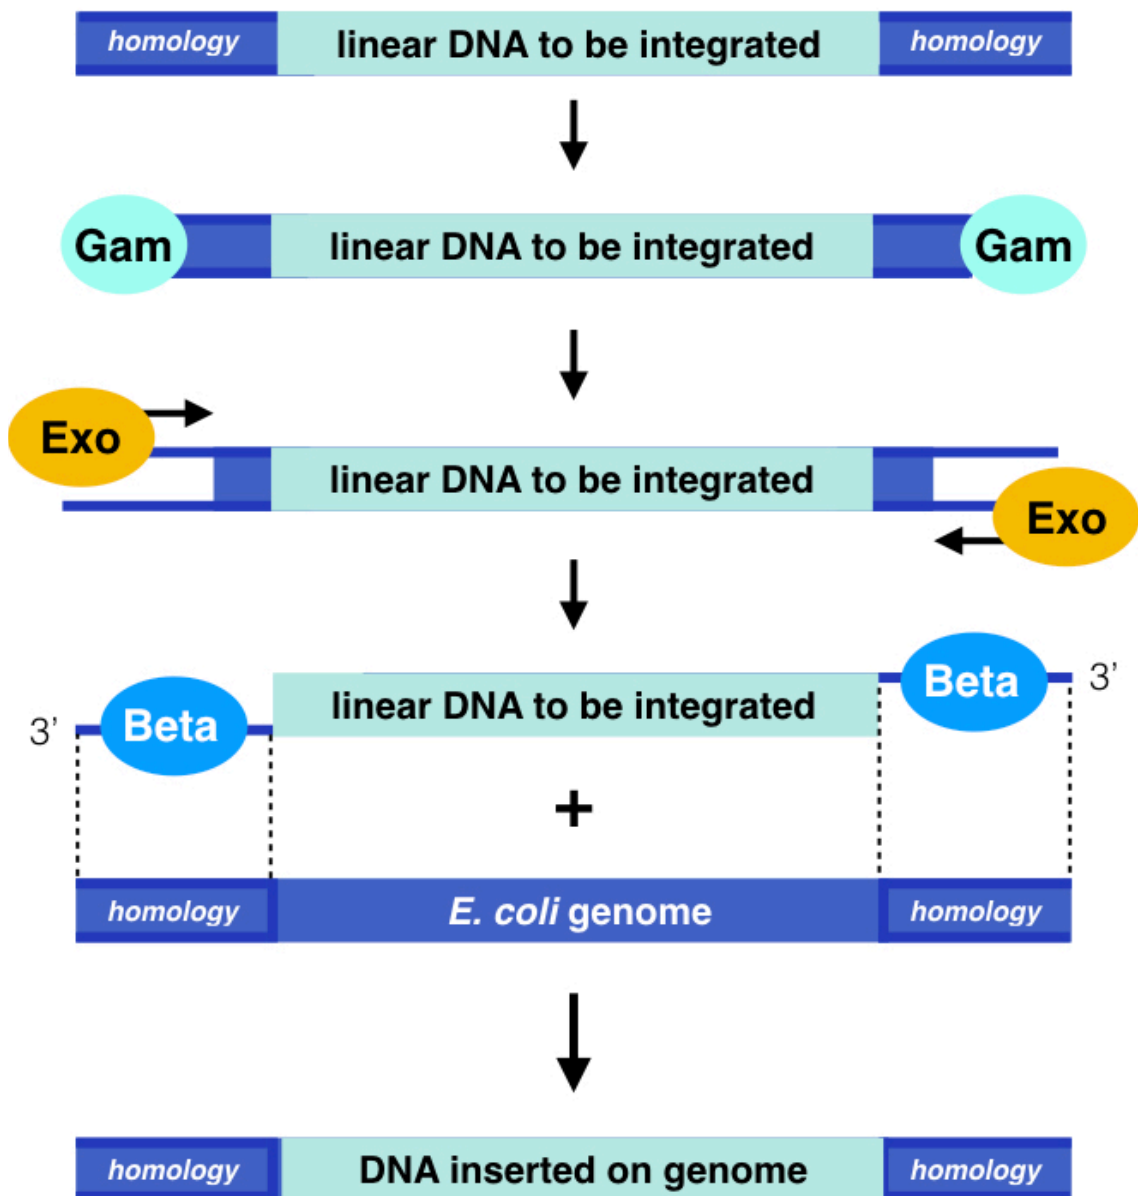 homology linear DNA to be integrated homology
Gam linear DNA to be integrated Gam
Exo
linear DNA to be integrated
Exo
Beta 3’
3’ Beta linear DNA to be integrated
+
homology E. coli genome homology
homology DNA inserted on genome homology